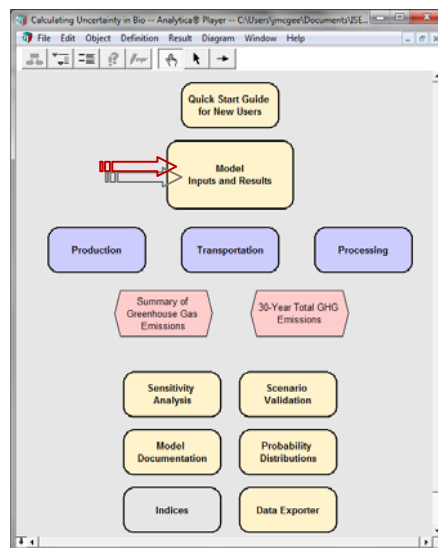 Calculating Uncertainty in Bio -- Analytica® Player -- C:\Users\jmcgee\Documents\ISE...
File Edit Object Definition Result Diagram Window Help
Quick Start Guide
for New Users
Model
Inputs and Results
Production
Transportation
Processing
Summary of
Greenhouse Gas
Emissions
30-Year Total GHG
Emissions
Sensitivity
Analysis
Scenario
Validation
Model
Documentation
Probability
Distributions
Indices
Data Exporter